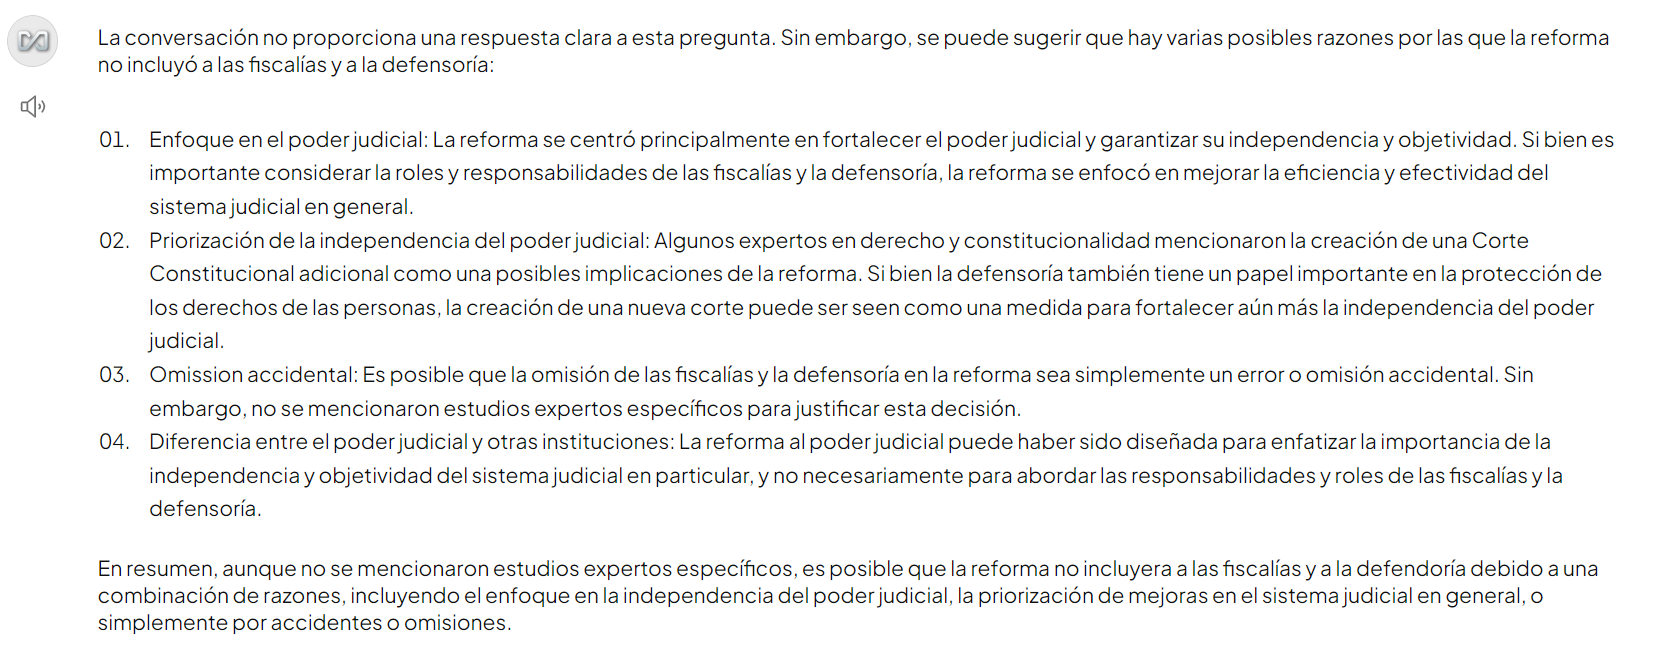 La conversación no proporciona una respuesta clara a esta pregunta. Sin embargo, se puede sugerir que hay varias posibles razones por las que la reforma
no incluyó a las fiscalías y a la defensoría:
01. Enfoque en el poder judicial: La reforma se centró principalmente en fortalecer el poder judicial y garantizar su independencia y objetividad. Si bien es
importante considerar la roles y responsabilidades de las fiscalías y la defensoría, la reforma se enfocó en mejorar la eficiencia y efectividad del
sistema judicial en general.
02. Priorización de la independencia del poder judicial: Algunos expertos en derecho y constitucionalidad mencionaron la creación de una Corte
Constitucional adicional como una posibles implicaciones de la reforma. Si bien la defensoría también tiene un papel importante en la protección de
los derechos de las personas, la creación de una nueva corte puede ser seen como una medida para fortalecer aún más la independencia del poder
judicial.
03. Omission accidental: Es posible que la omisión de las fiscalías y la defensoría en la reforma sea simplemente un error o omisión accidental. Sin
embargo, no se mencionaron estudios expertos específicos para justificar esta decisión.
04. Diferencia entre el poder judicial y otras instituciones: La reforma al poder judicial puede haber sido diseñada para enfatizar la importancia de la
independencia y objetividad del sistema judicial en particular, y no necesariamente para abordar las responsabilidades y roles de las fiscalías y la
defensoría.
En resumen, aunque no se mencionaron estudios expertos específicos, es posible que la reforma no incluyera a las fiscalías y a la defendoría debido a una
combinación de razones, incluyendo el enfoque en la independencia del poder judicial, la priorización de mejoras en el sistema judicial en general, o
simplemente por accidentes o omisiones.